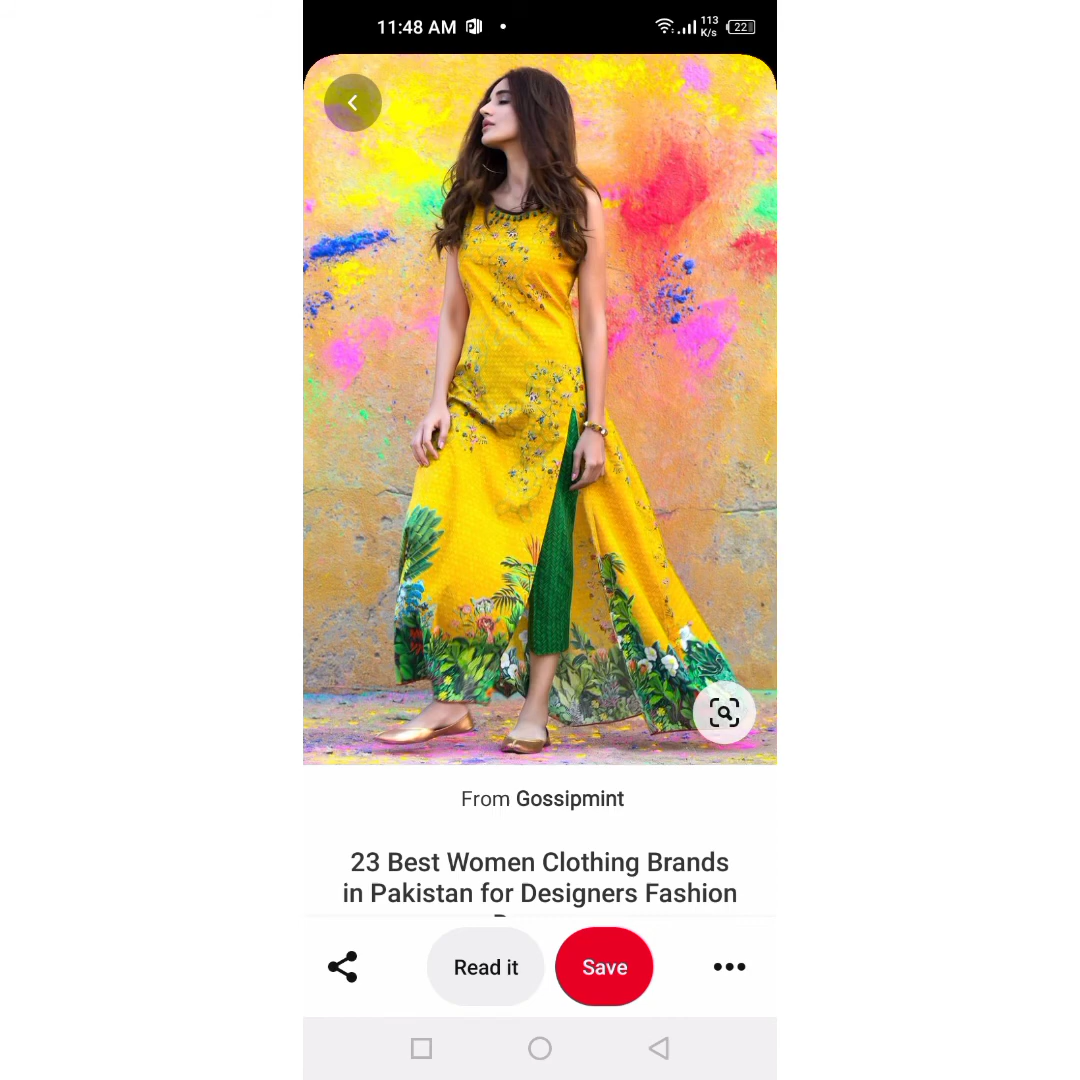 11:48 AM
113
K/s
22
From Gossipmint
23 Best Women Clothing Brands
in Pakistan for Designers Fashion
Read it
Save